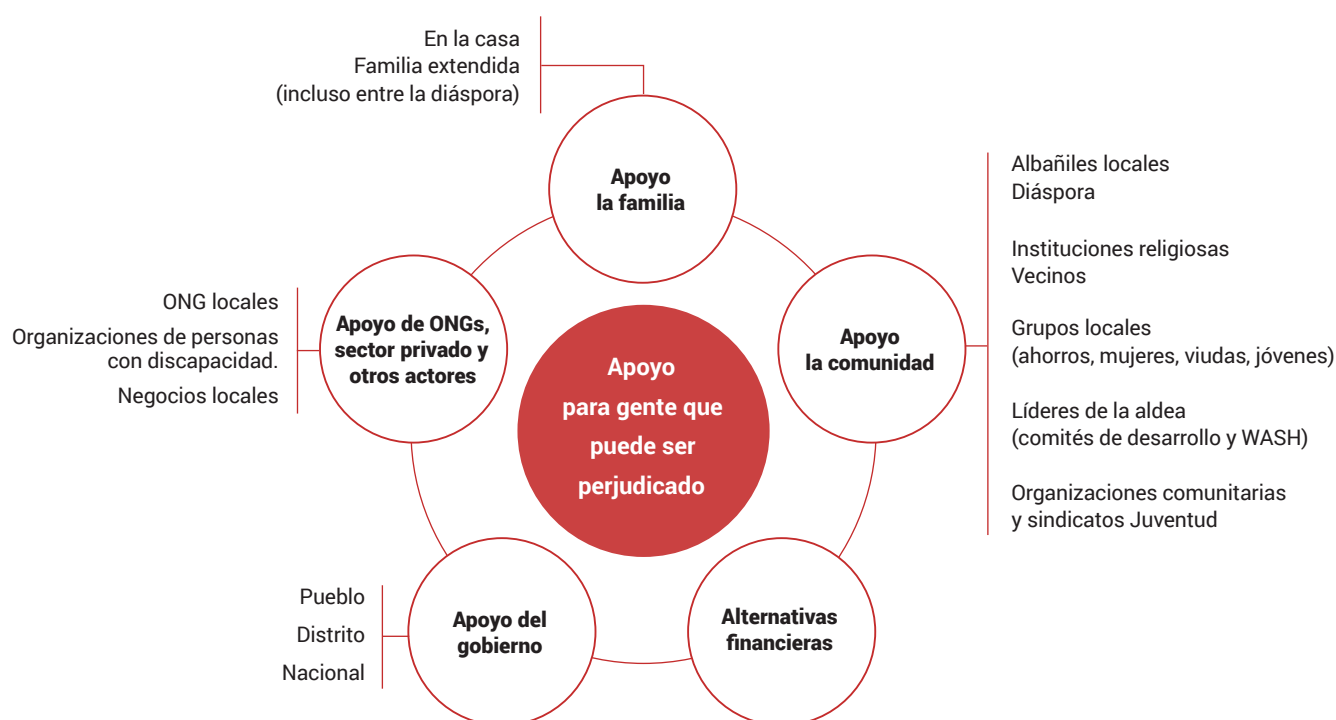 En la casa
Familia extendida
(incluso entre la diáspora)
Apoyo
la familia
Albañiles locales
Diáspora
Instituciones religiosas
Vecinos
Grupos locales
(ahorros, mujeres, viudas, jóvenes)
Líderes de la aldea
(comités de desarrollo y WASH)
Organizaciones comunitarias
y sindicatos Juventud
Apoyo
la comunidad
ONG locales
Organizaciones de personas
con discapacidad.
Negocios locales
Apoyo de ONGs,
sector privado y
otros actores
Apoyo
para gente que
puede ser
perjudicado
Pueblo
Distrito
Nacional
Apoyo del
gobierno
Alternativas
financieras